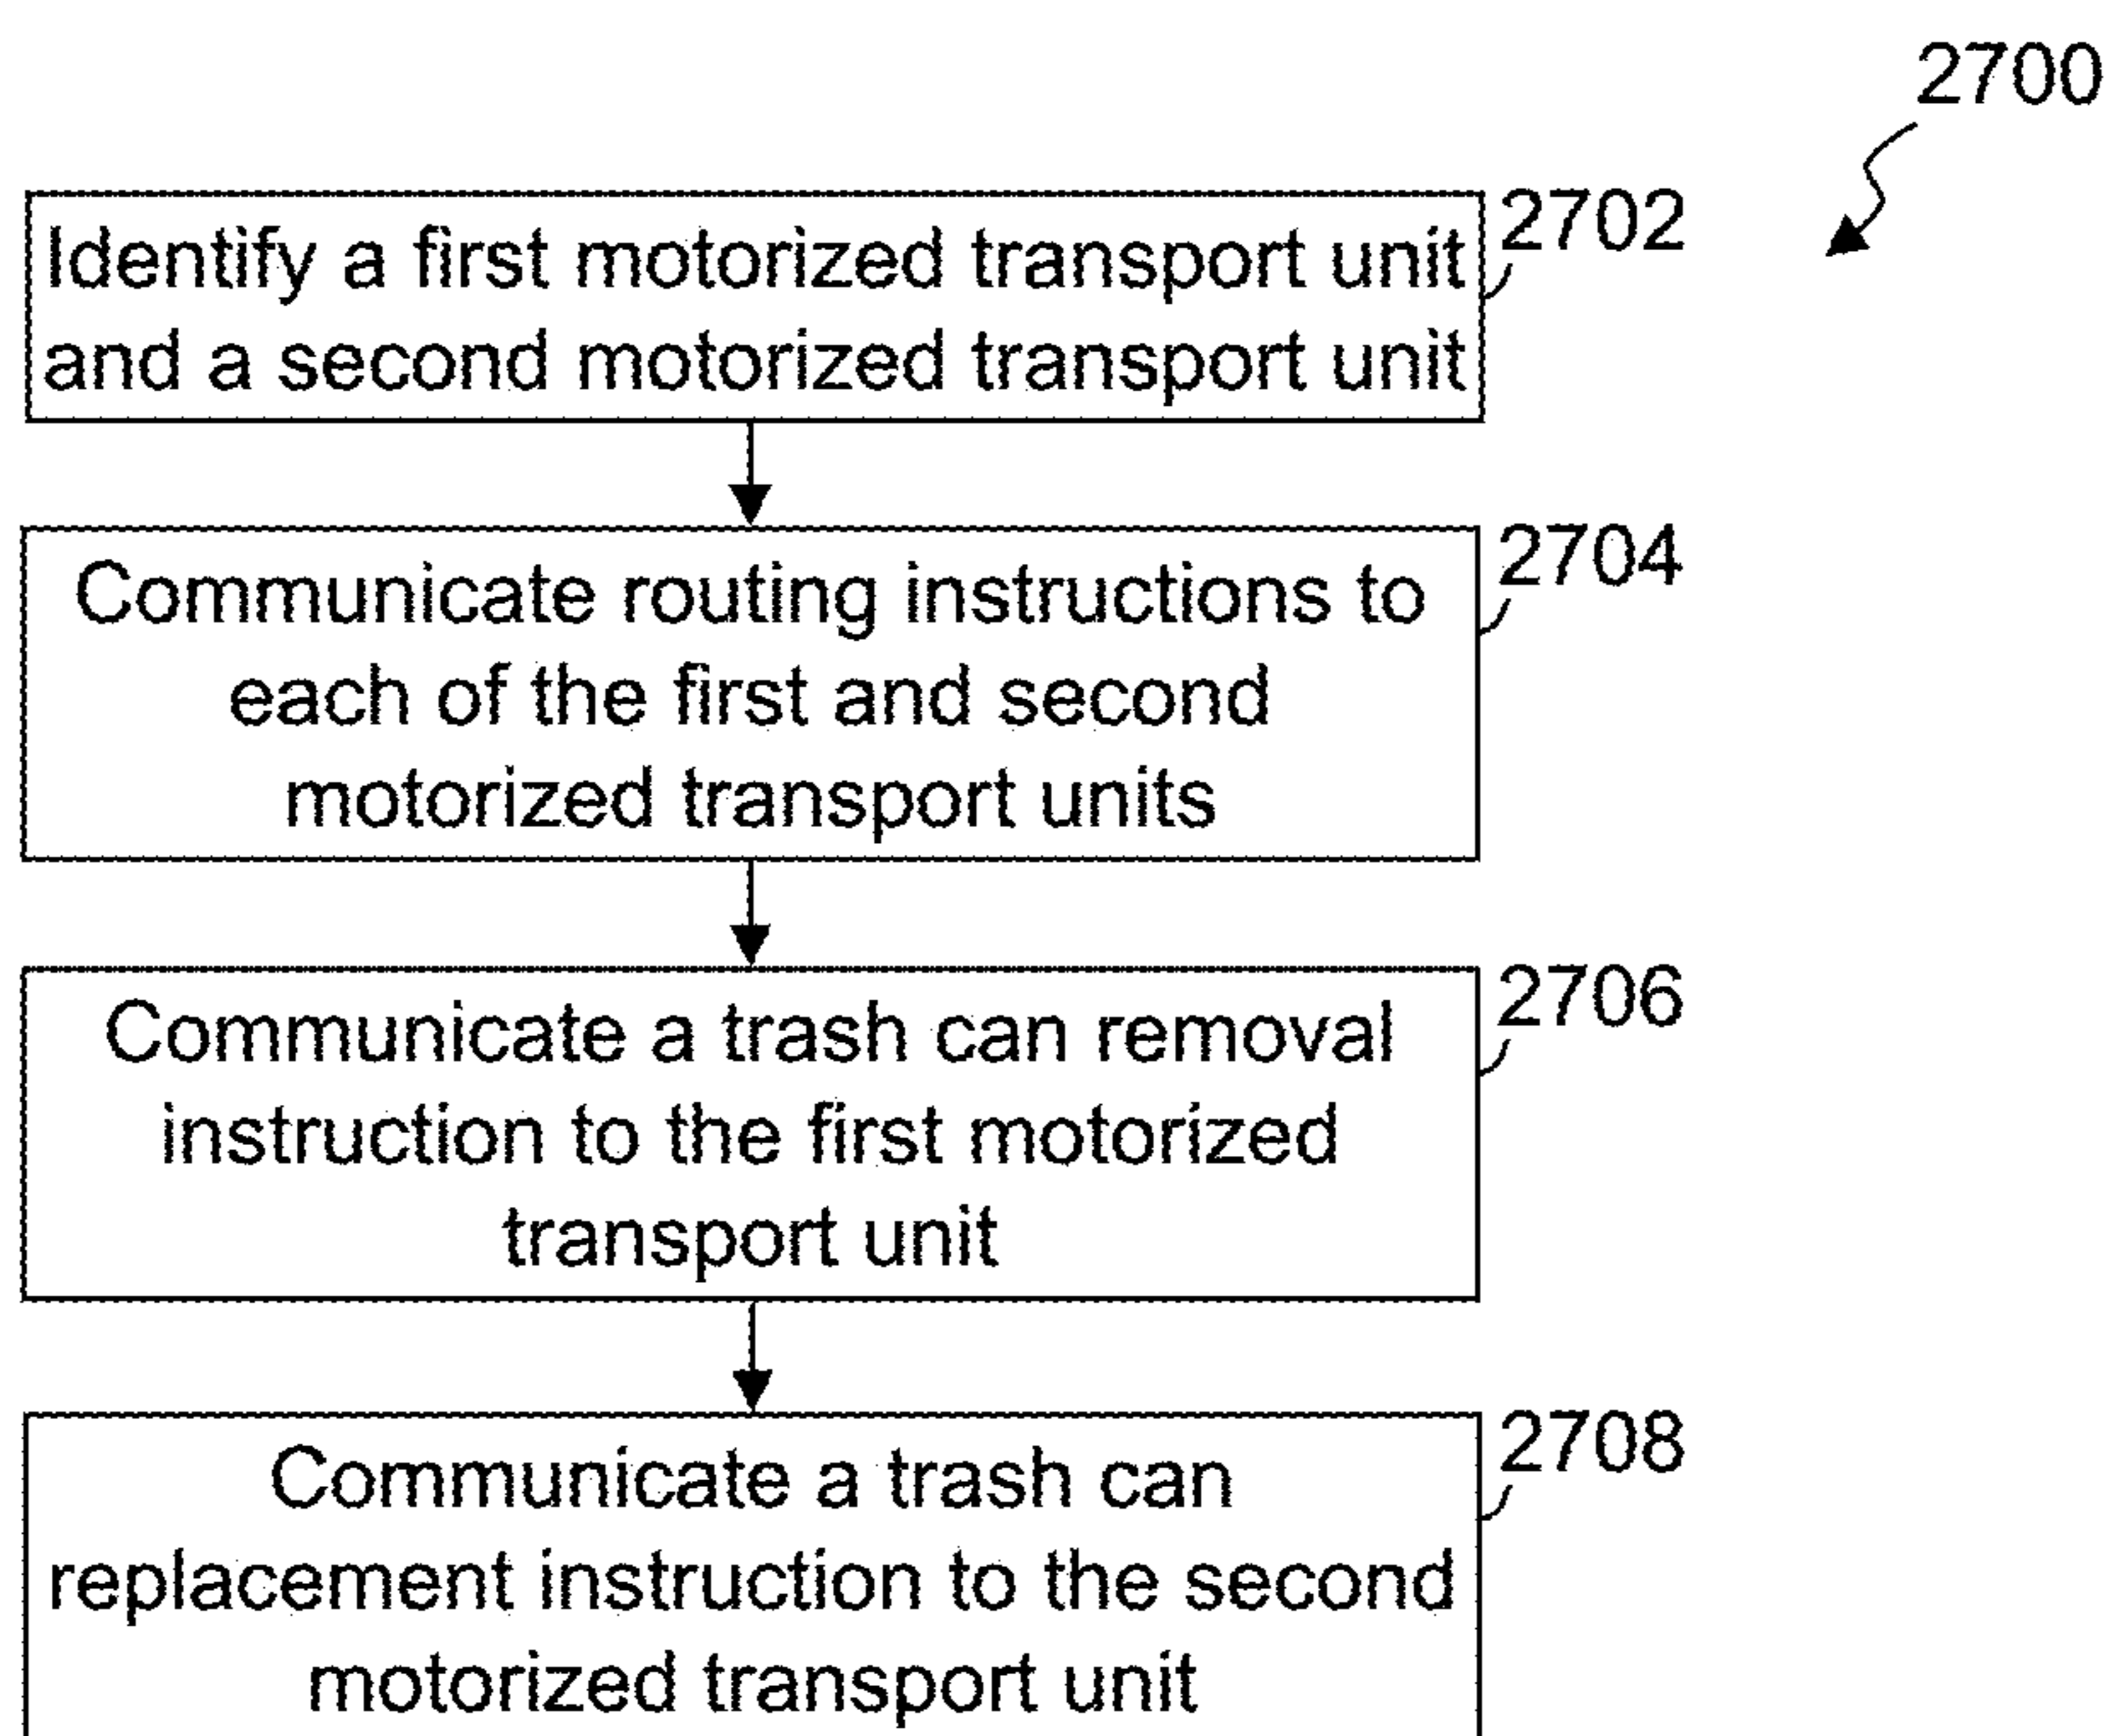 2700
Identify a first motorized transport unit
and a second motorized transport unit
2702
Communicate routing instructions to
each of the first and second
motorized transport units
2704
Communicate a trash can removal
instruction to the first motorized
transport unit
2706
Communicate a trash can
replacement instruction to the second
motorized transport unit
2708